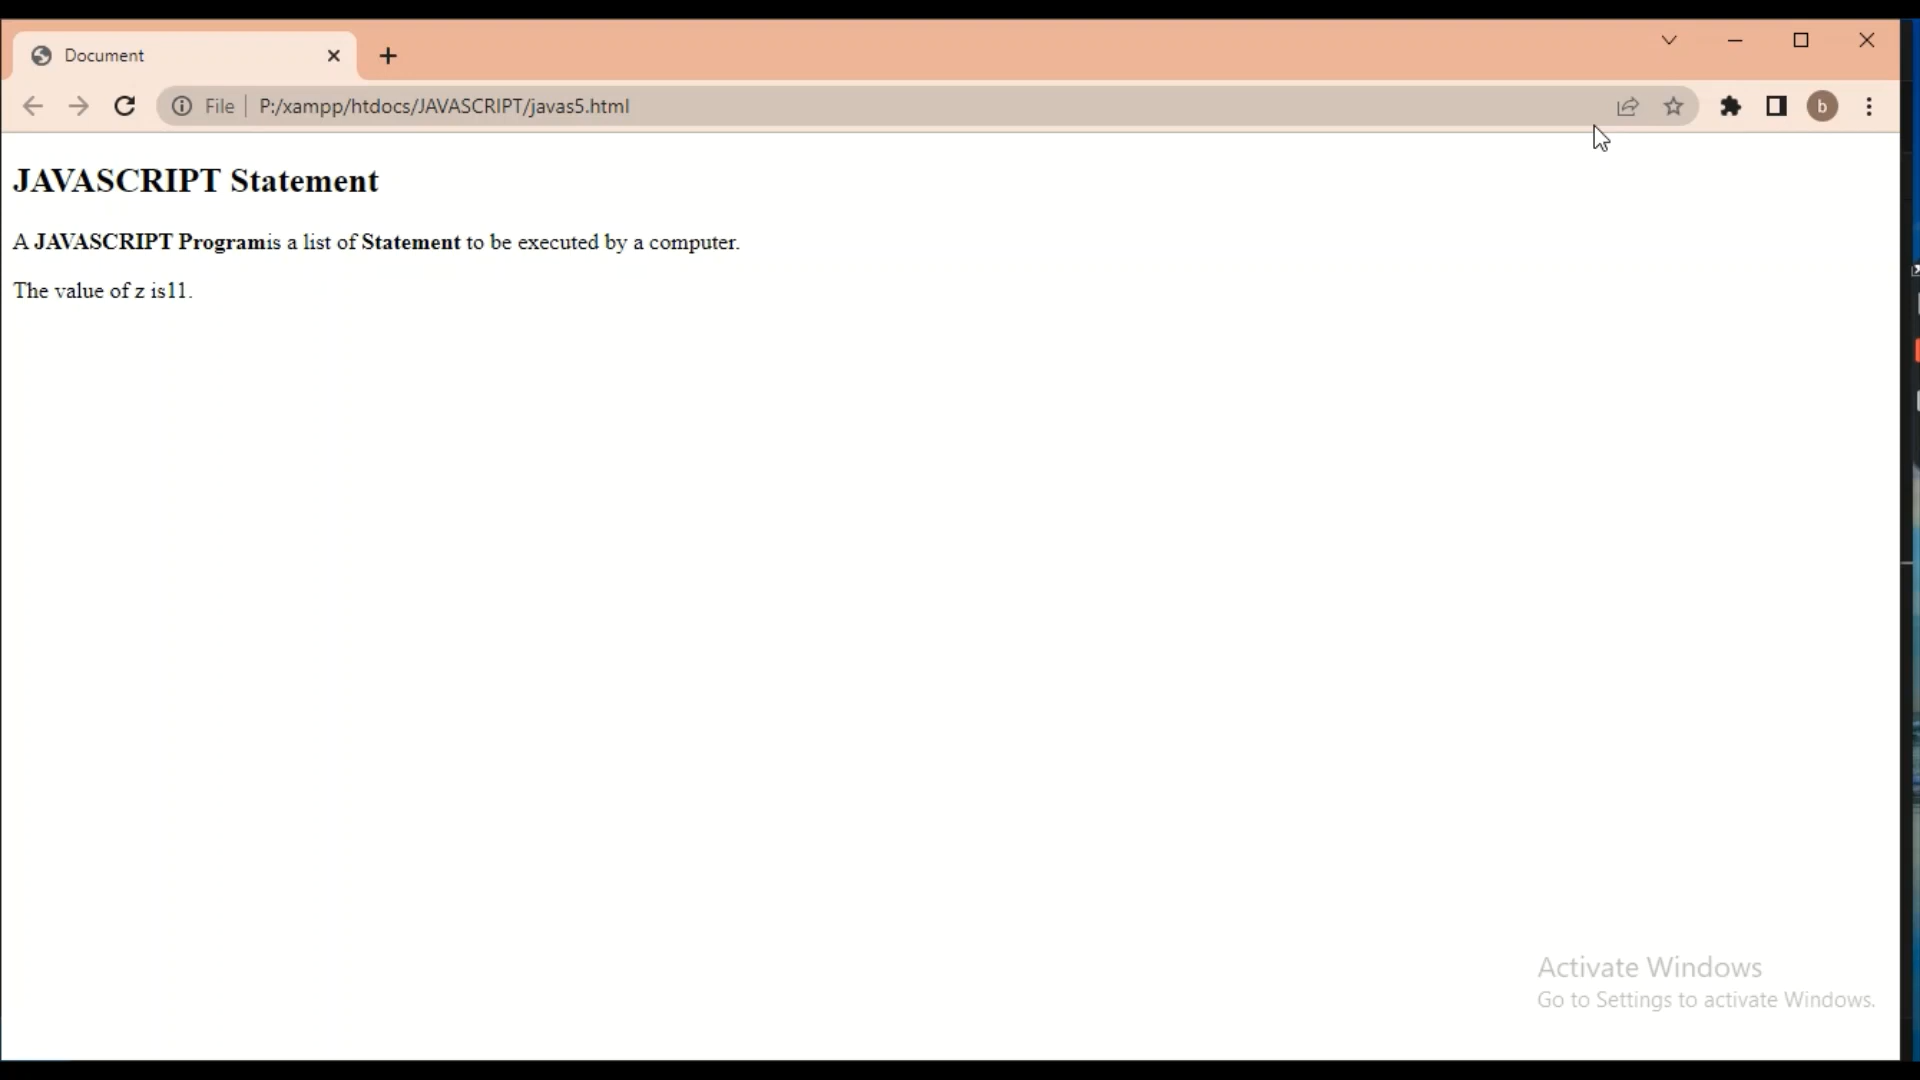 Document
File
P:/xampp/htdocs/JAVASCRIPT/javas5.html
b
JAVASCRIPT Statement
A JAVASCRIPT Programis a list of Statement to be executed by a computer.
The value of z is11.
Activate Windows
Go to Settings to activate Windows.